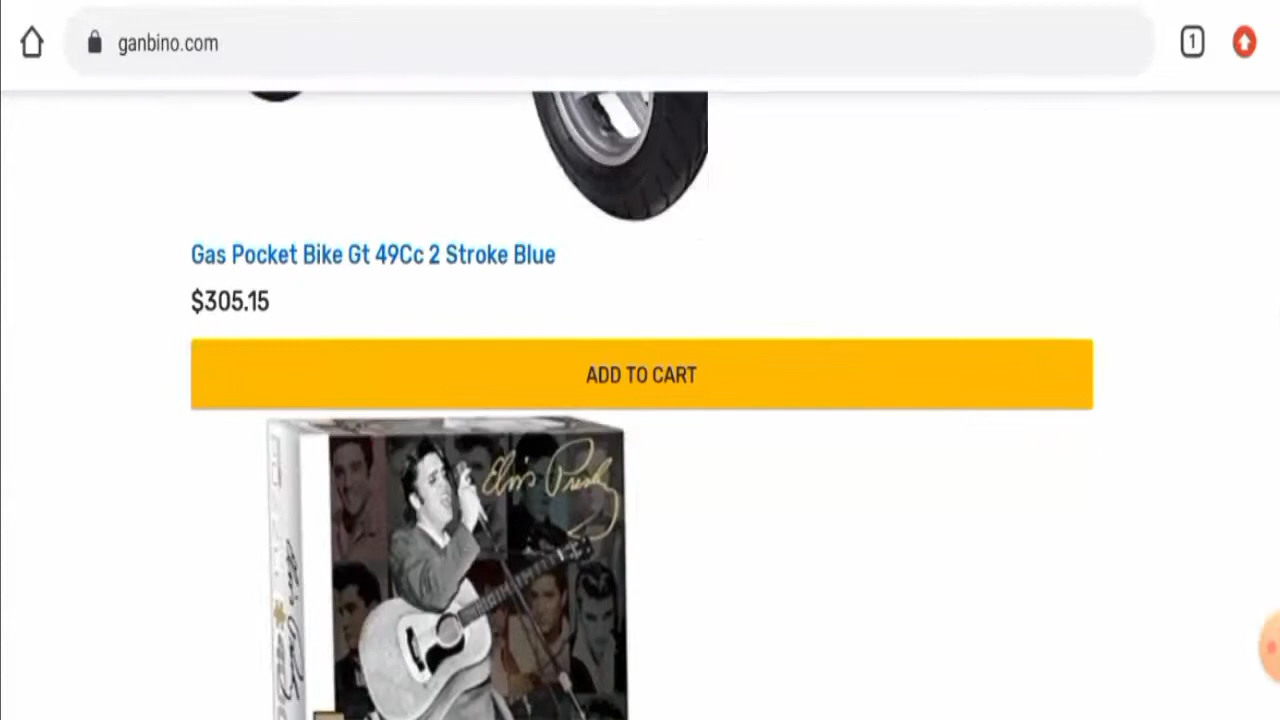 ganbino.com
1
Gas Pocket Bike Gt 49Cc 2 Stroke Blue
$305.15
ADD TO CART
Elvis Presley